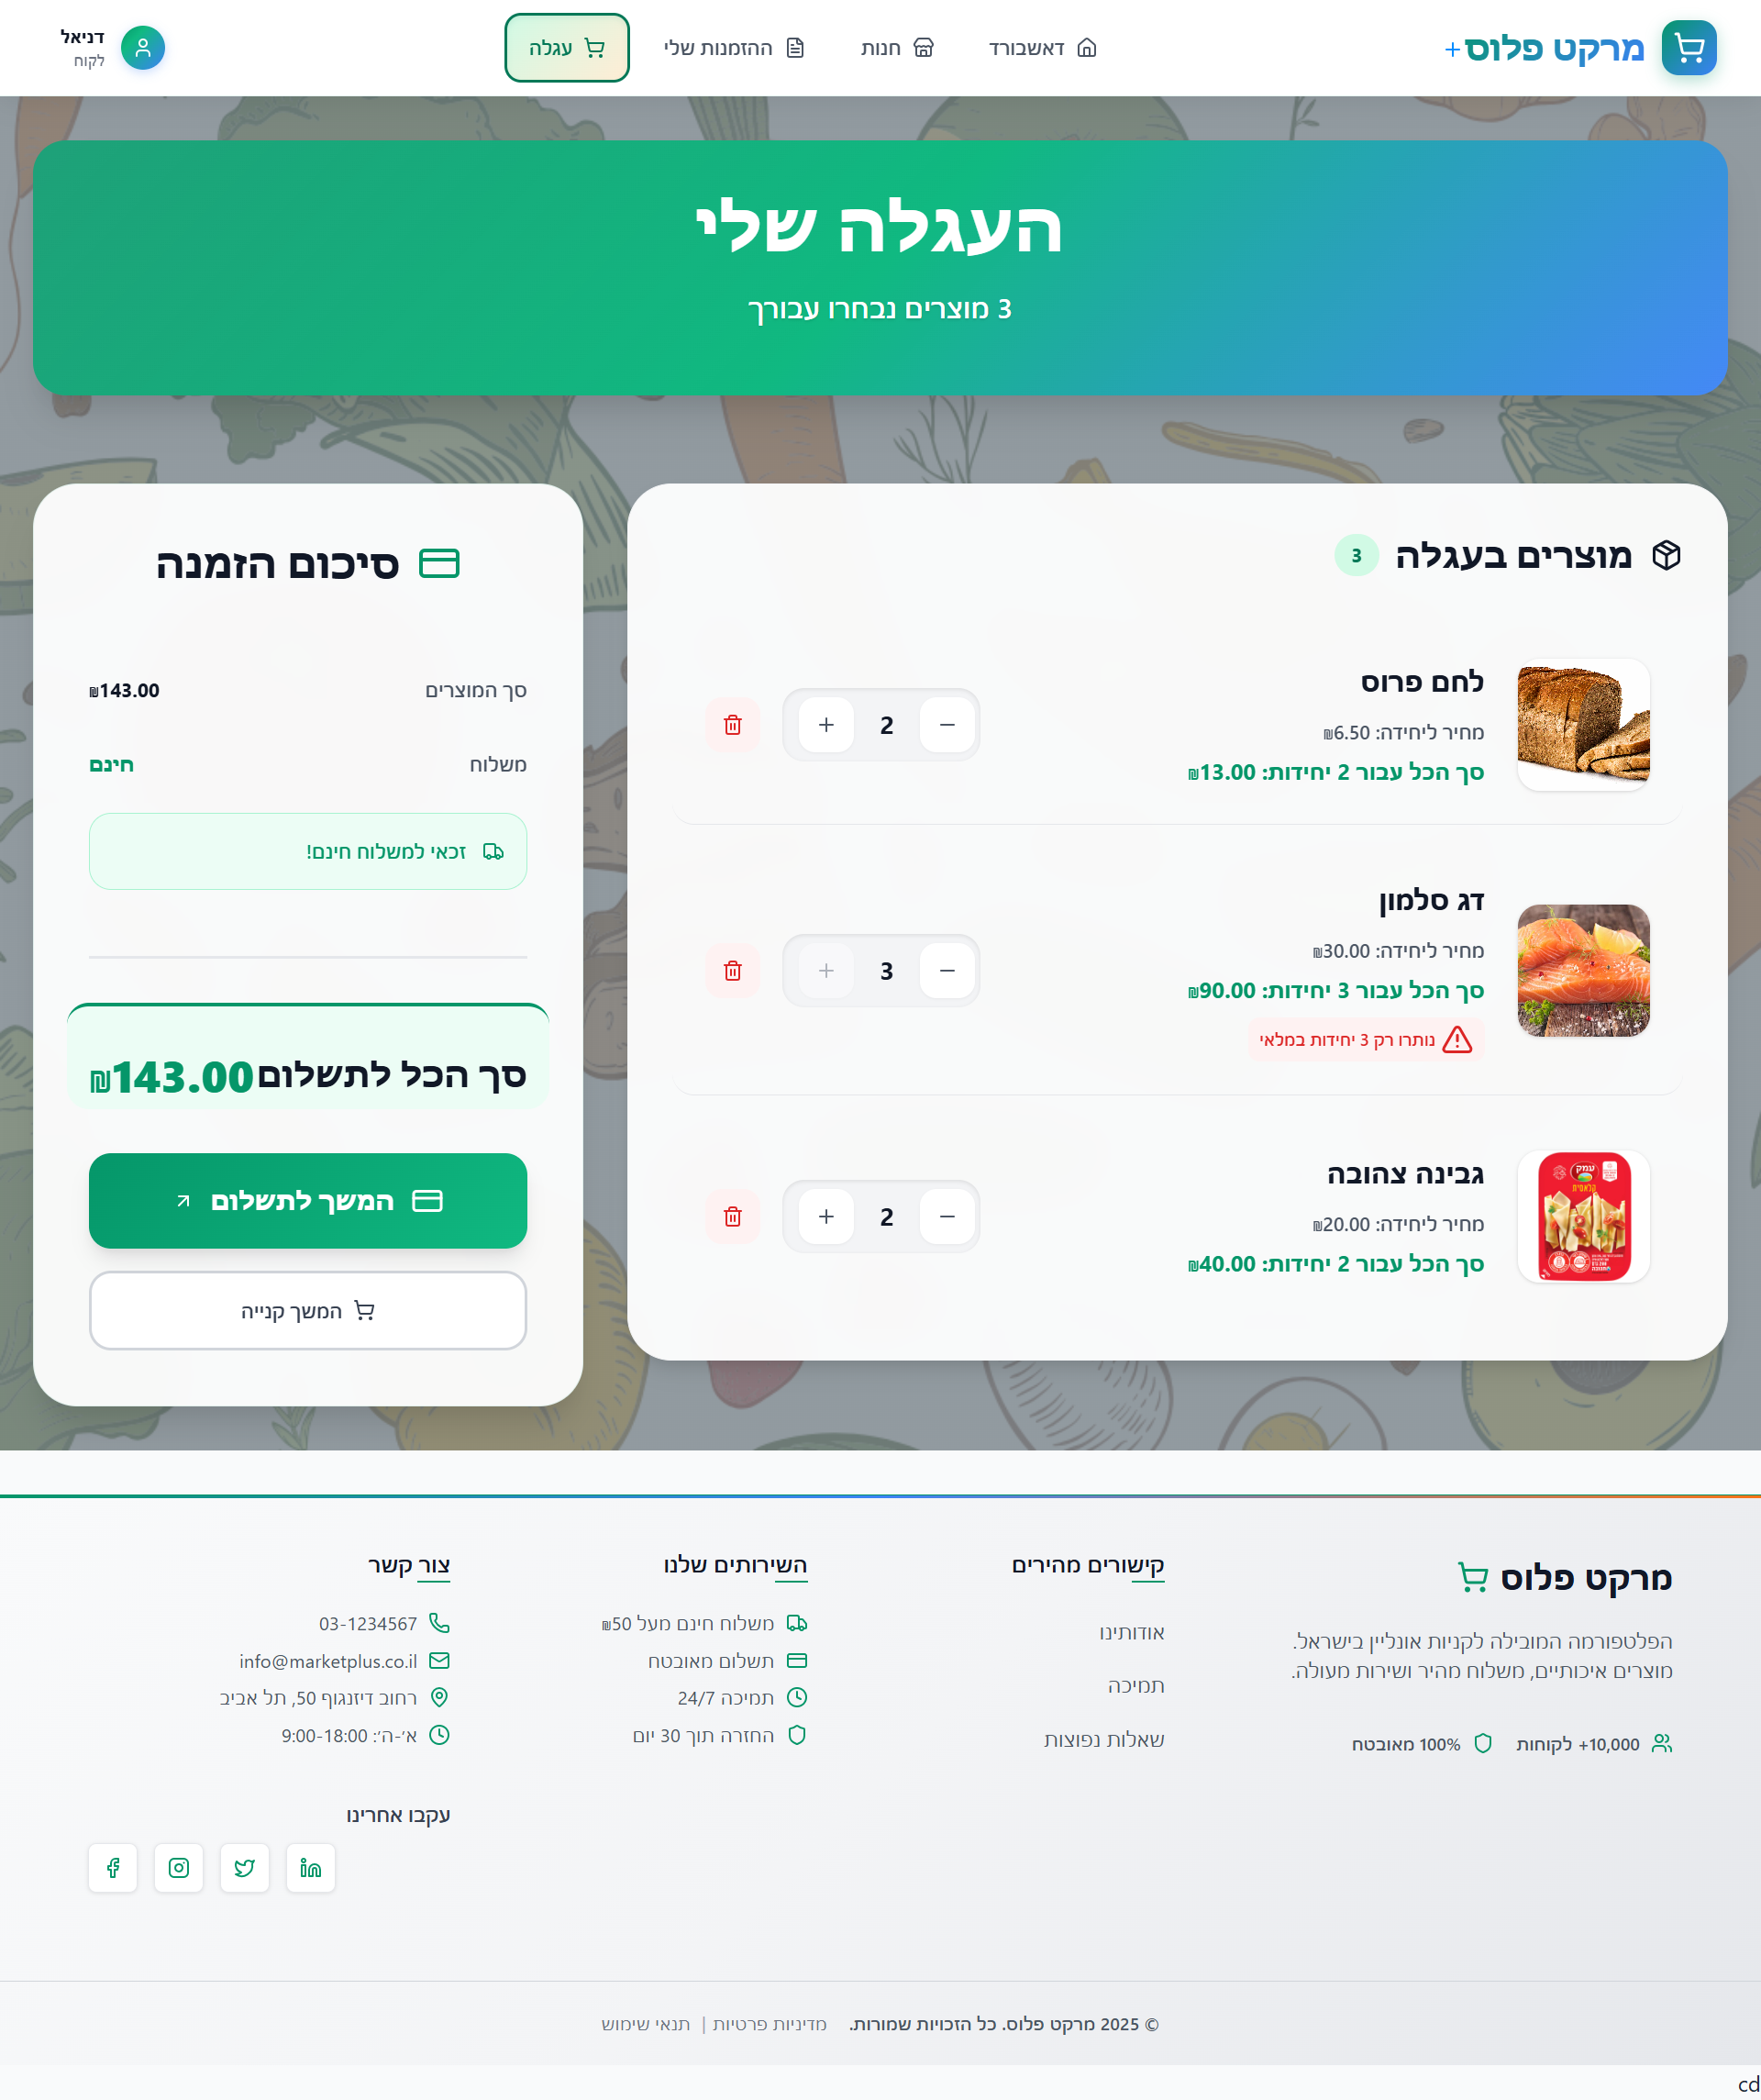 מרקט פלוס+
דאשבורד
חנות
ההזמנות שלי
עגלה
דניאל
לקוח
העגלה שלי
3 מוצרים נבחרו עבורך
מוצרים בעגלה 3
לחם פרוס
מחיר ליחידה: 6.50₪
סך הכל עבור 2 יחידות: 13.00₪
2
דג סלמון
מחיר ליחידה: 30.00₪
סך הכל עבור 3 יחידות: 90.00₪
נותרו רק 3 יחידות במלאי
3
גבינה צהובה
מחיר ליחידה: 20.00₪
סך הכל עבור 2 יחידות: 40.00₪
2
עמק
סיכום הזמנה
סך המוצרים 143.00₪
משלוח חינם
זכאי למשלוח חינם!
סך הכל לתשלום 143.00₪
המשך לתשלום
המשך קנייה
מרקט פלוס
הפלטפורמה המובילה לקניות אונליין בישראל.
מוצרים איכותיים, משלוח מהיר ושירות מעולה.
10,000+ לקוחות
100% מאובטח
קישורים מהירים
אודותינו
תמיכה
שאלות נפוצות
השירותים שלנו
משלוח חינם מעל 50₪
תשלום מאובטח
תמיכה 24/7
החזרה תוך 30 יום
צור קשר
03-1234567
info@marketplus.co.il
רחוב דיזנגוף 50, תל אביב
א׳-ה׳: 9:00-18:00
עקבו אחרינו
© 2025 מרקט פלוס. כל הזכויות שמורות.
מדיניות פרטיות | תנאי שימוש
cd